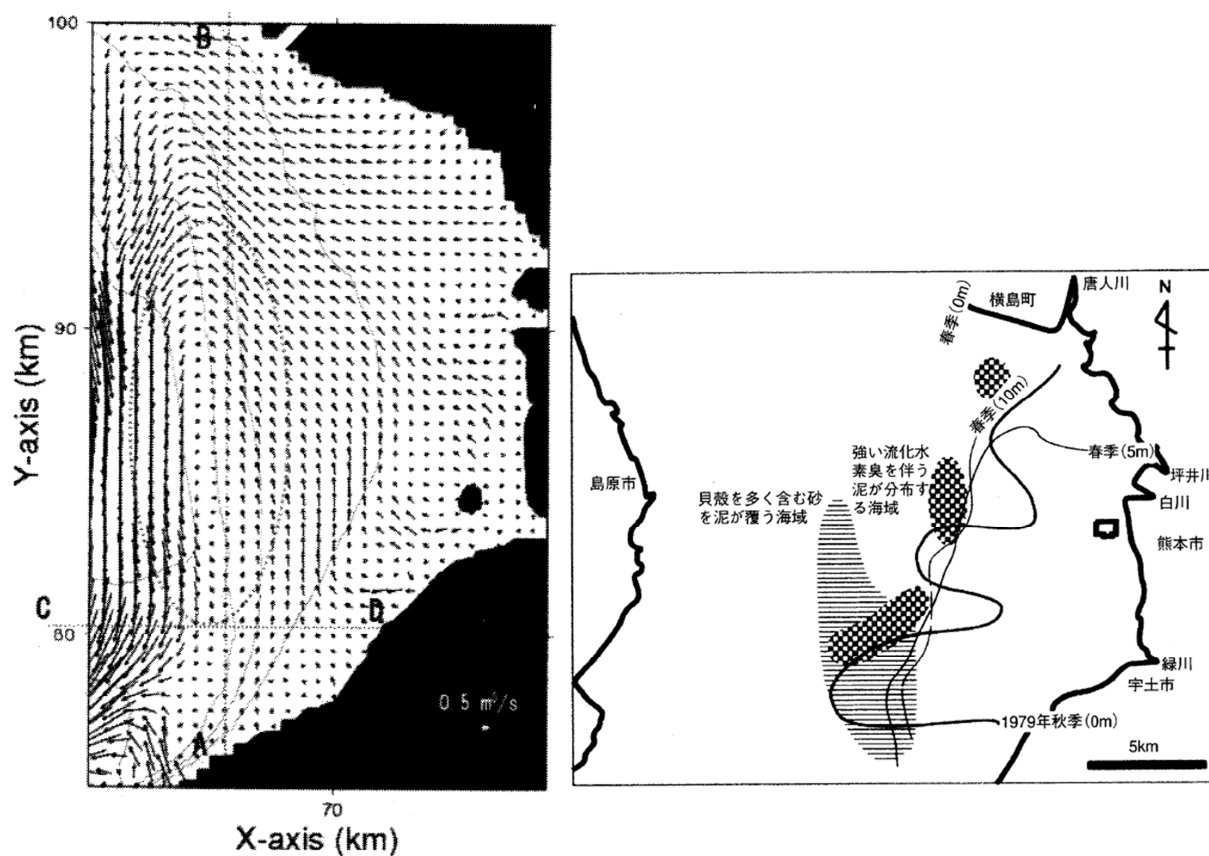 100
90
80
70
Y-axis (km)
X-axis (km)
B
C
D
A
0.5 m³/s
春季(0m)
横島町
唐人川
N
春季(10m)
春季(5m)
強い流化水
素臭を伴う
泥が分布す
る海域
貝殻を多く含む砂
を泥が覆う海域
島原市
坪井川
白川
熊本市
緑川
宇土市
1979年秋季(0m)
5km